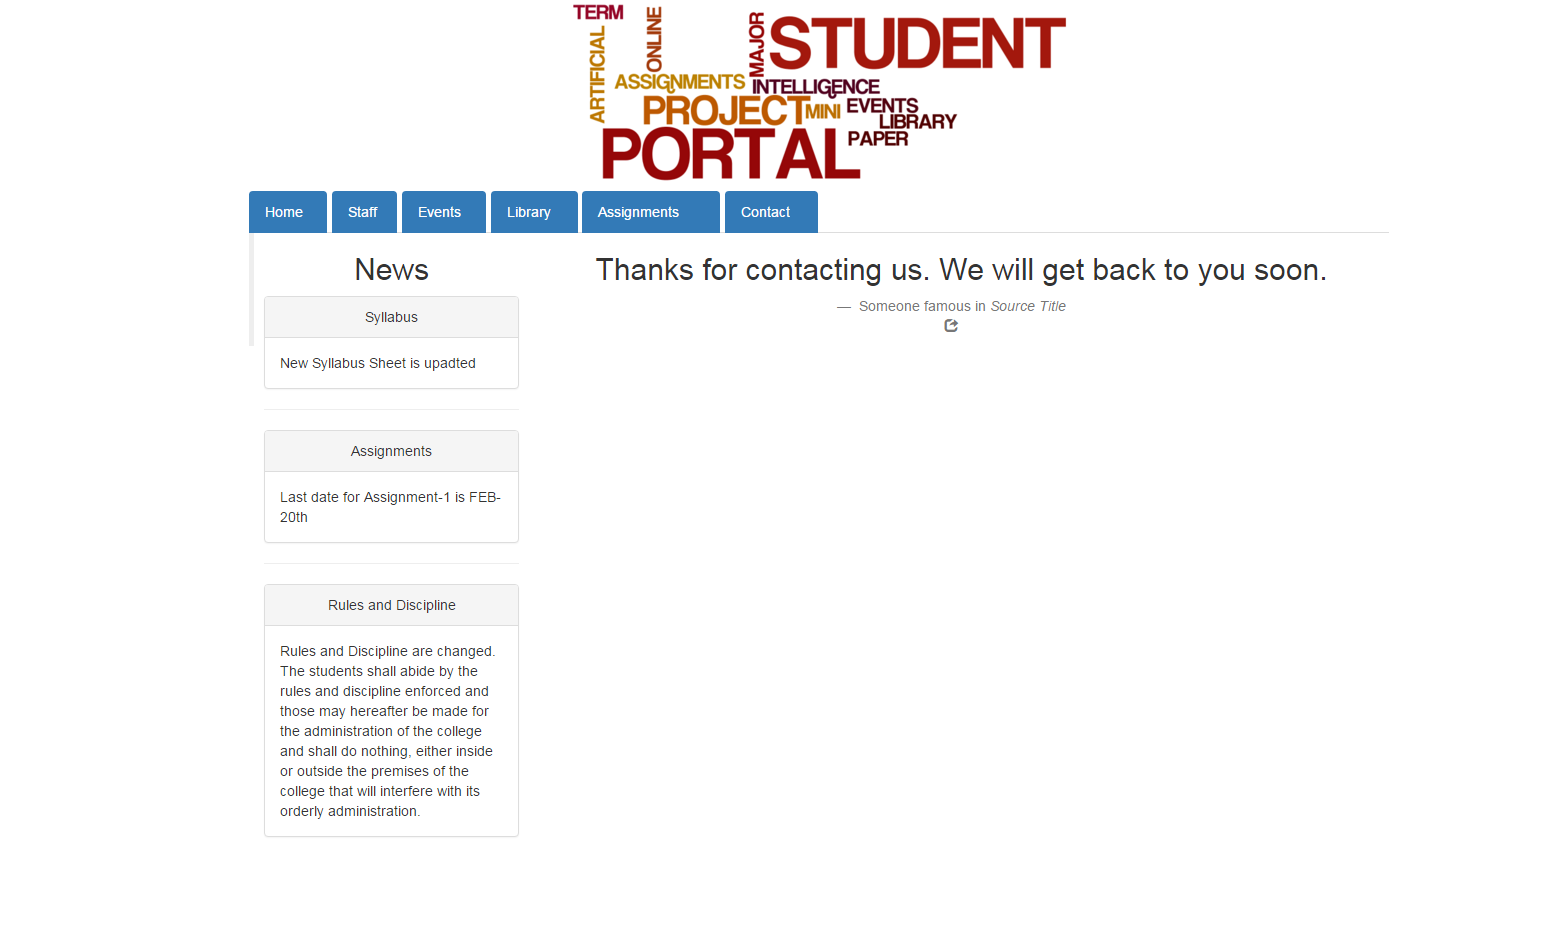 TERM
ONLINE
ARTIFICIAL
MAJOR
STUDENT
ASSIGNMENTS
INTELLIGENCE
PROJECT
MINI
EVENTS
LIBRARY
PORTAL
PAPER
Home Staff Events Library Assignments Contact
News
Syllabus
New Syllabus Sheet is upadted
Assignments
Last date for Assignment-1 is FEB-
20th
Rules and Discipline
Rules and Discipline are changed.
The students shall abide by the
rules and discipline enforced and
those may hereafter be made for
the administration of the college
and shall do nothing, either inside
or outside the premises of the
college that will interfere with its
orderly administration.
Thanks for contacting us. We will get back to you soon.
— Someone famous in Source Title